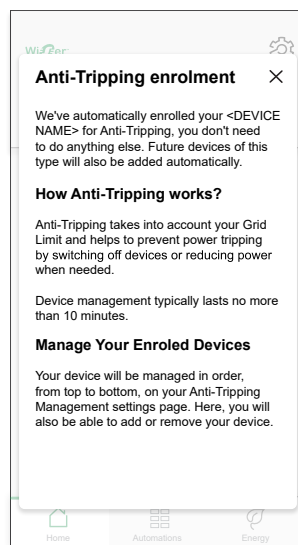 Wiser
Anti-Tripping enrolment
We've automatically enrolled your <DEVICE
NAME> for Anti-Tripping, you don't need
to do anything else. Future devices of this
type will also be added automatically.
How Anti-Tripping works?
Anti-Tripping takes into account your Grid
Limit and helps to prevent power tripping
by switching off devices or reducing power
when needed.
Device management typically lasts no more
than 10 minutes.
Manage Your Enroled Devices
Your device will be managed in order,
from top to bottom, on your Anti-Tripping
Management settings page. Here, you will
also be able to add or remove your device.
Home
Automations
Energy